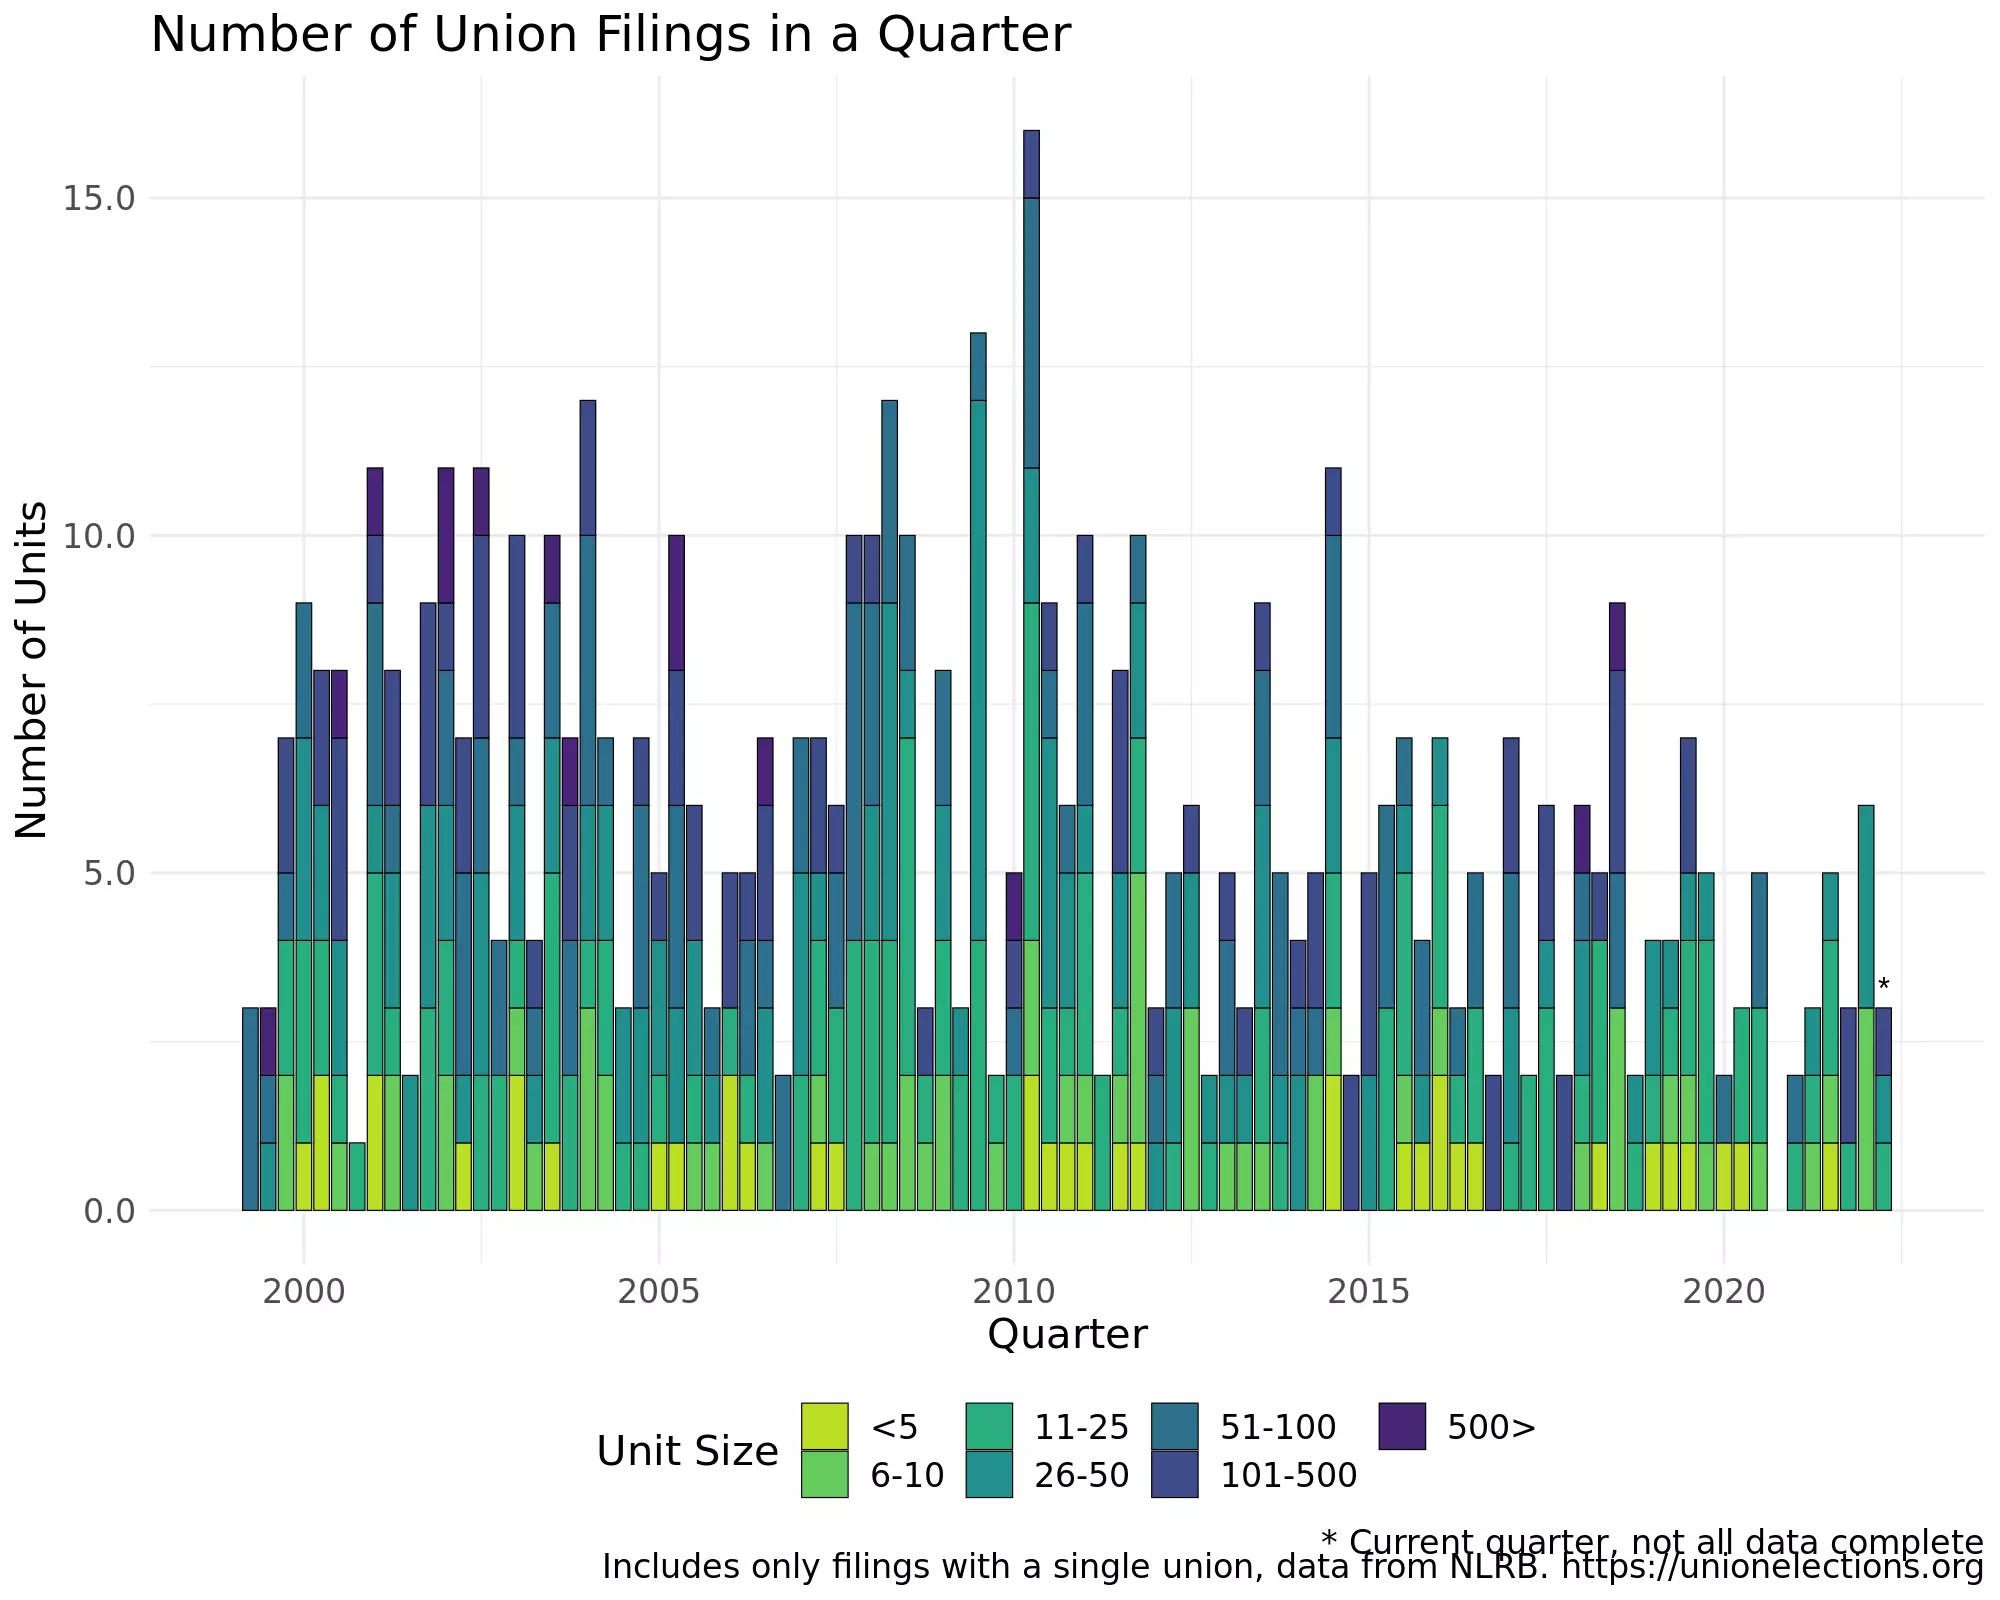 Number of Union Filings in a Quarter
Number of Units
15.0
10.0
5.0
0.0
2000 2005 2010 2015 2020
Quarter
Unit Size
<5 11-25 51-100 500>
6-10 26-50 101-500
*
* Current quarter, not all data complete
Includes only filings with a single union, data from NLRB. https://unionelections.org